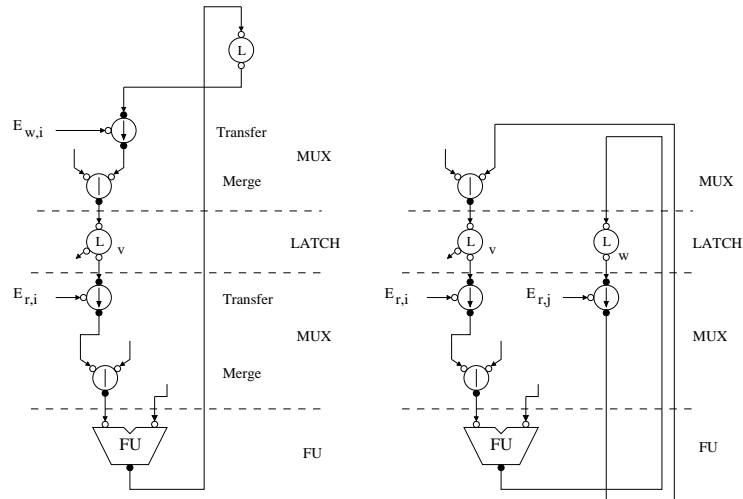 L
E w,i
Transfer
MUX
Merge
MUX
L
v
LATCH
L
v
L
w
LATCH
E r,i
Transfer
E r,i
E r,j
MUX
MUX
Merge
FU
FU
FU
FU